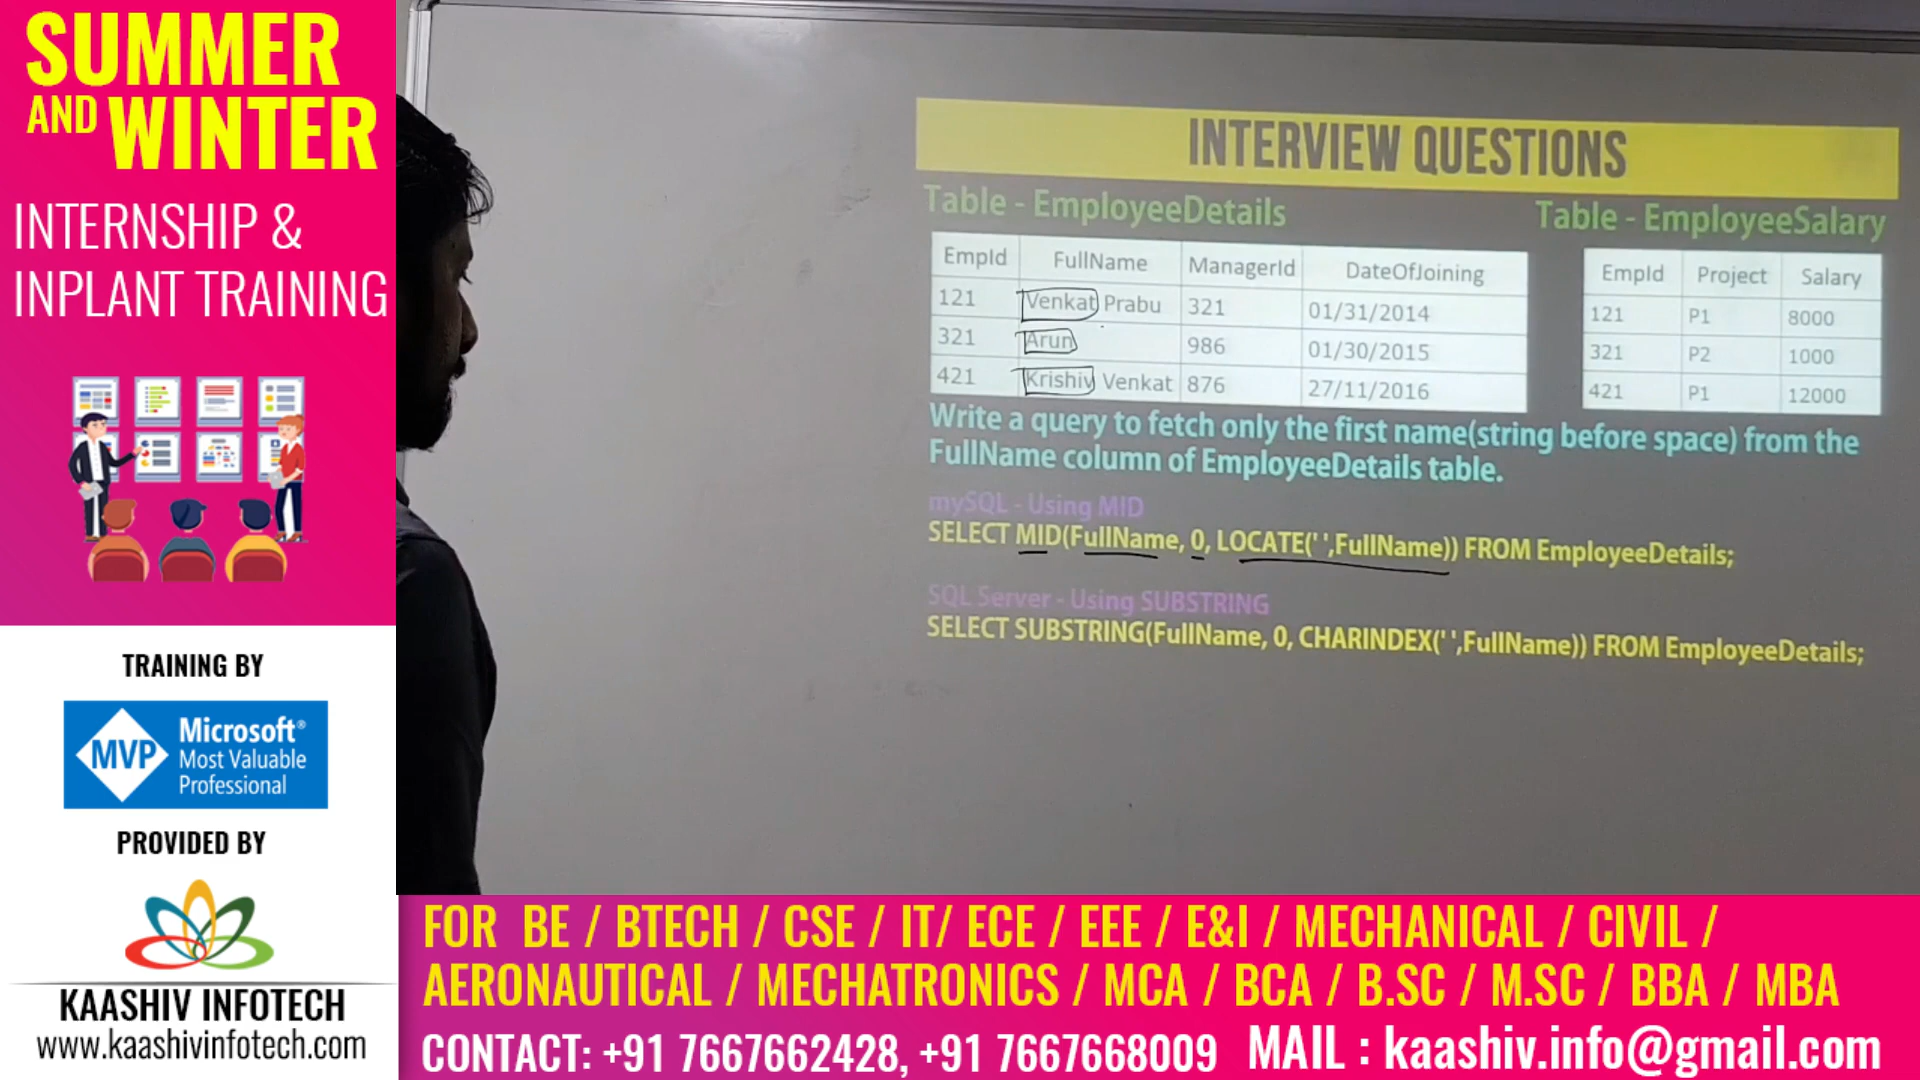 SUMMER
AND WINTER
INTERNSHIP &
INPLANT TRAINING
TRAINING BY
MVP
Microsoft®
Most Valuable
Professional
PROVIDED BY
KAASHIV INFOTECH
www.kaashivinfotech.com
INTERVIEW QUESTIONS
Table - EmployeeDetails
EmpId FullName ManagerId DateOfJoining
121 Venkat Prabu 321 01/31/2014
321 Arun 986 01/30/2015
421 Krishiv Venkat 876 27/11/2016
Table - EmployeeSalary
EmpId Project Salary
121 P1 8000
321 P2 1000
421 P1 12000
Write a query to fetch only the first name(string before space) from the
FullName column of EmployeeDetails table.
mySQL - Using MID
SELECT MID(FullName, 0, LOCATE(' ',FullName)) FROM EmployeeDetails;
SQL Server - Using SUBSTRING
SELECT SUBSTRING(FullName, 0, CHARINDEX(' ',FullName)) FROM EmployeeDetails;
FOR BE / BTECH / CSE / IT/ ECE / EEE / E&I / MECHANICAL / CIVIL /
AERONAUTICAL / MECHATRONICS / MCA / BCA / B.SC / M.SC / BBA / MBA
CONTACT: +91 7667662428, +91 7667668009 MAIL : kaashiv.info@gmail.com